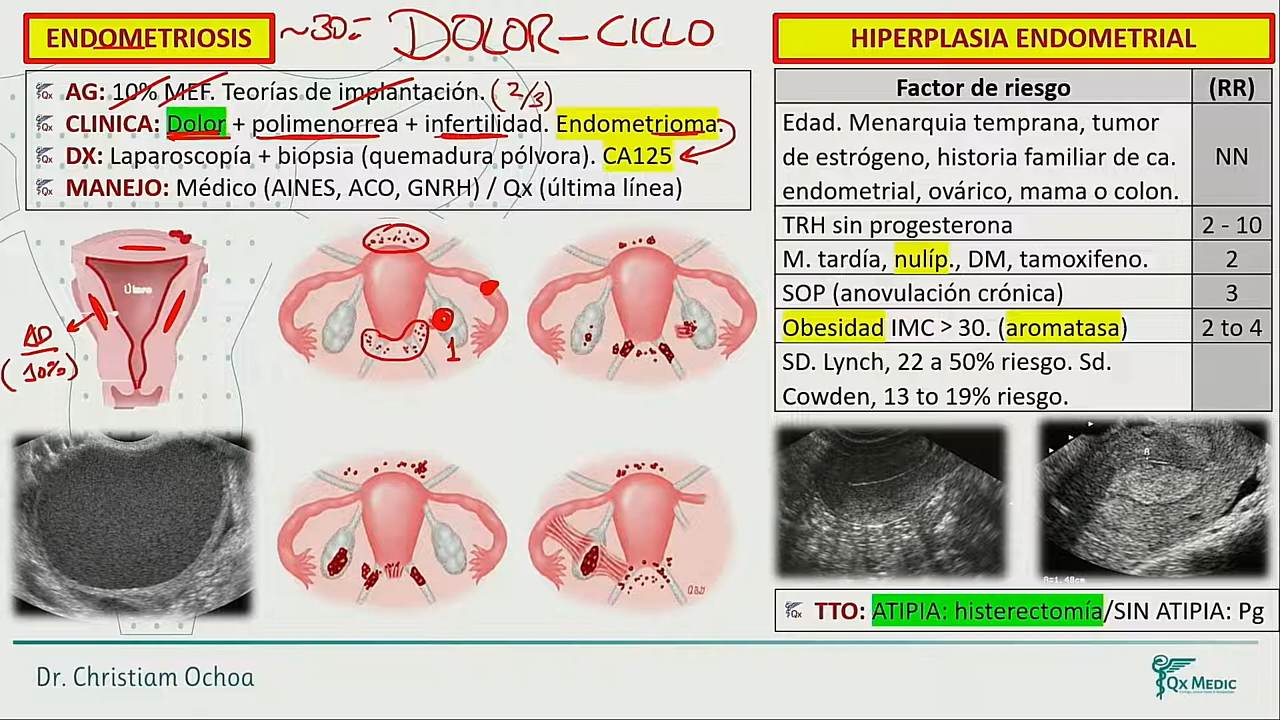 ENDOMETRIOSIS
~30:
DOLOR-CICLO
AG: 10% MEF. Teorías de implantación. (2/3)
CLINICA: Dolor + polimenorrea + infertilidad. Endometrioma.
DX: Laparoscopía + biopsia (quemadura pólvora). CA125
MANEJO: Médico (AINES, ACO, GNRH) / Qx (última línea)
Útero
(10%)
1
HIPERPLASIA ENDOMETRIAL
Factor de riesgo (RR)
Edad. Menarquia temprana, tumor
de estrógeno, historia familiar de ca.
endometrial, ovárico, mama o colon.
NN
TRH sin progesterona 2 - 10
M. tardía, nulíp., DM, tamoxifeno. 2
SOP (anovulación crónica) 3
Obesidad IMC > 30. (aromatasa) 2 to 4
SD. Lynch, 22 a 50% riesgo. Sd.
Cowden, 13 to 19% riesgo.
TTO: ATIPIA: histerectomía/SIN ATIPIA: Pg
Dr. Christiam Ochoa
Qx MEDIC